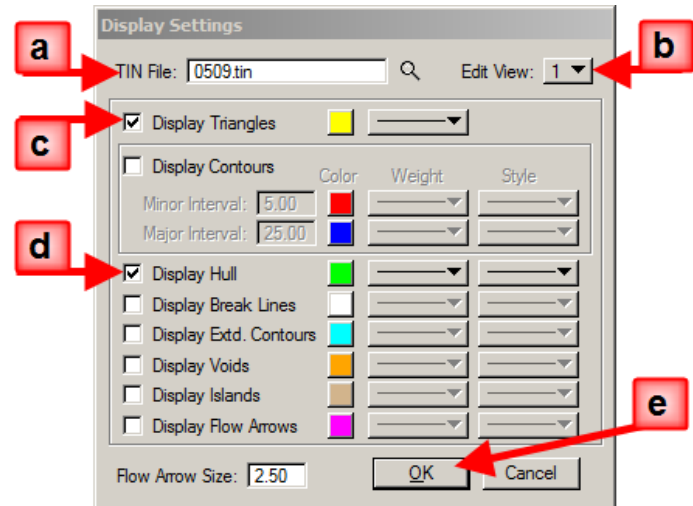 Display Settings
a
TIN File: 0509.tin Edit View: 1 b
c
Display Triangles
Display Contours Color Weight Style
Minor Interval: 5.00
Major Interval: 25.00
d
Display Hull
Display Break Lines
Display Extd. Contours
Display Voids
Display Islands
Display Flow Arrows
e
Flow Arrow Size: 2.50 OK Cancel